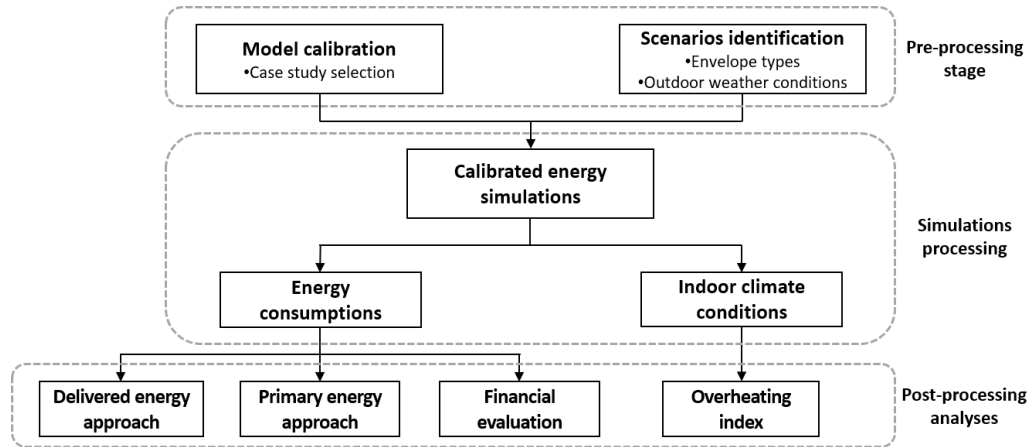 Model calibration
•Case study selection
Scenarios identification
•Envelope types
•Outdoor weather conditions
Pre-processing
stage
Calibrated energy
simulations
Simulations
processing
Energy
consumptions
Indoor climate
conditions
Delivered energy
approach
Primary energy
approach
Financial
evaluation
Overheating
index
Post-processing
analyses